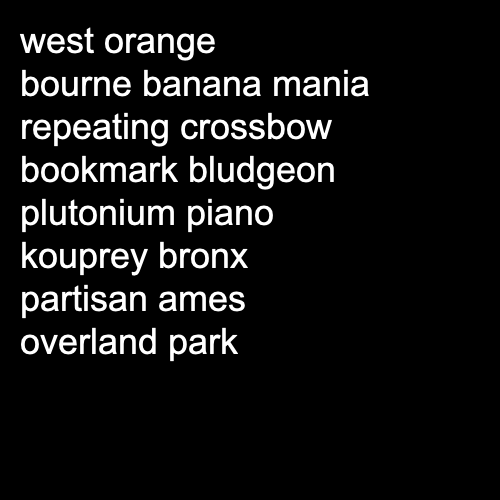 west orange
bourne banana mania
repeating crossbow
bookmark bludgeon
plutonium piano
kouprey bronx
partisan ames
overland park